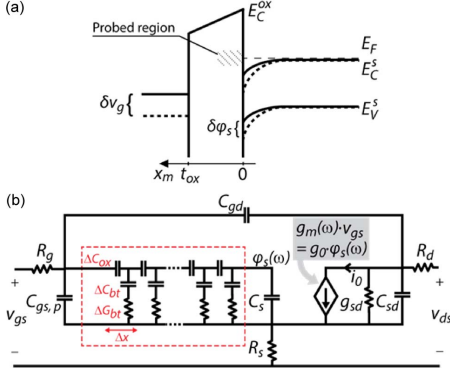 (a)
E_C^ox
Probed region
E_F
E_C^s
δv_g
E_V^s
δφ_s
x_m t_ox 0
(b)
C_gd
g_m(ω)·v_gs
= g_0·φ_s(ω)
R_g
ΔC_ox
φ_s(ω)
R_d
i_0
+
+
ΔC_bt
C_s
g_sd
C_sd
v_gs
C_gs,p
ΔG_bt
v_ds
Δx
R_s
−
−